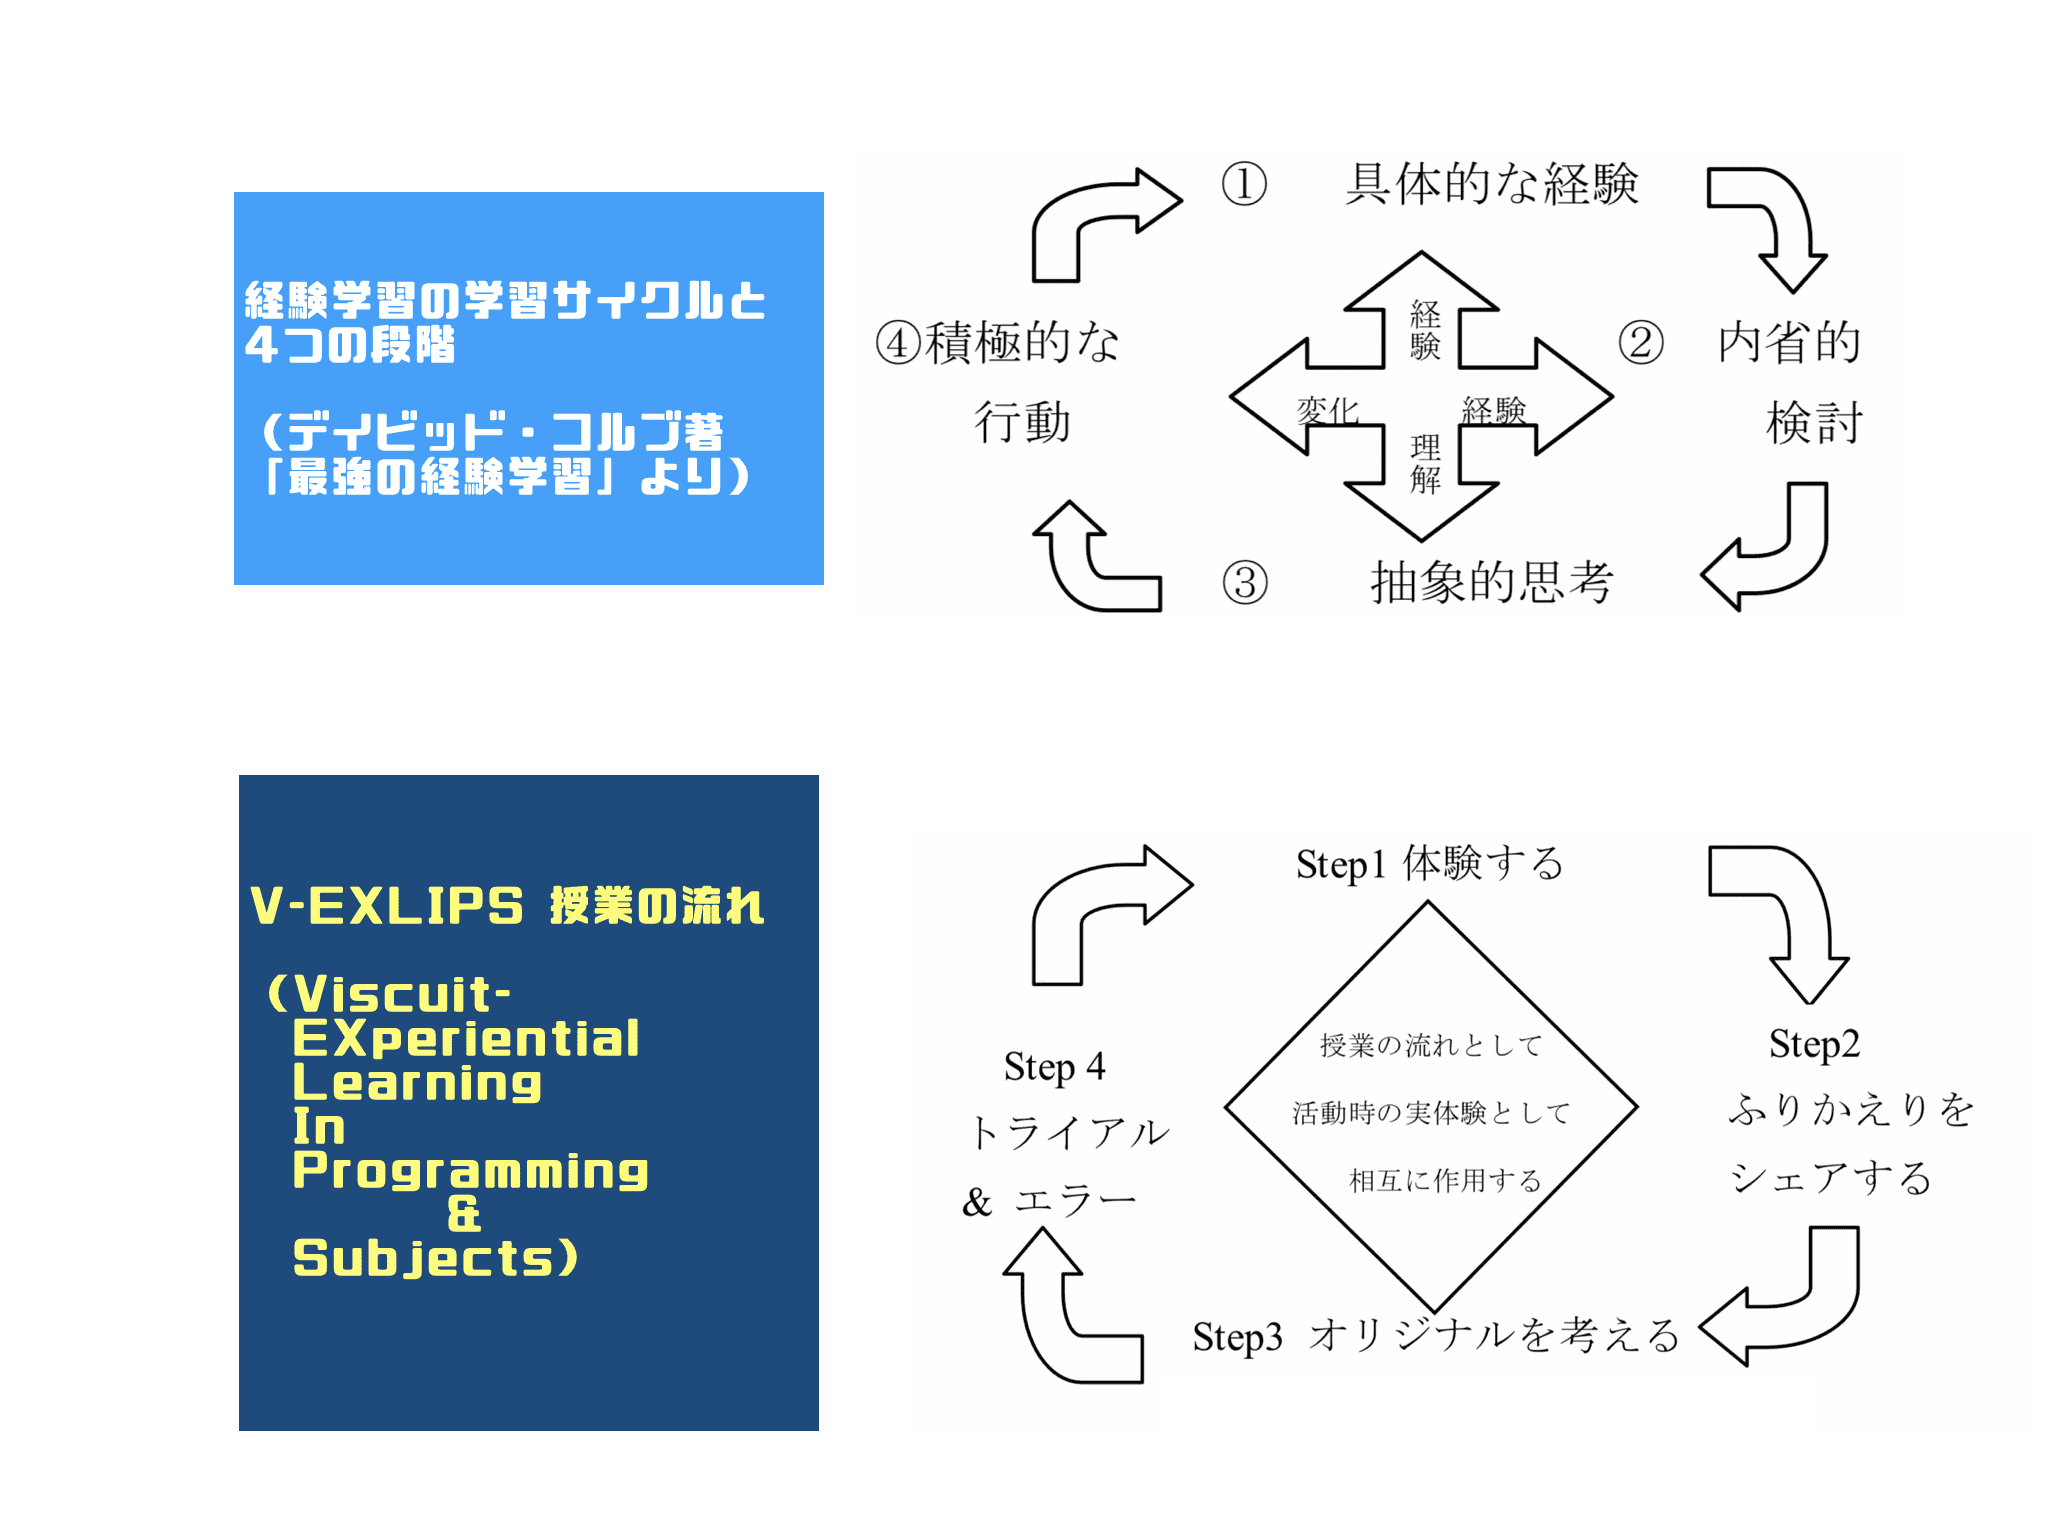 経験学習の学習サイクルと
4つの段階
(デイビッド・コルブ著
「最強の経験学習」より)
① 具体的な経験
② 内省的
検討
③ 抽象的思考
④積極的な
行動
経験
変化
経験
理解
V-EXLIPS 授業の流れ
(Viscuit-
EXperiential
Learning
In
Programming
&
Subjects)
Step1 体験する
Step2
ふりかえりを
シェアする
Step3 オリジナルを考える
Step 4
トライアル
& エラー
授業の流れとして
活動時の実体験として
相互に作用する